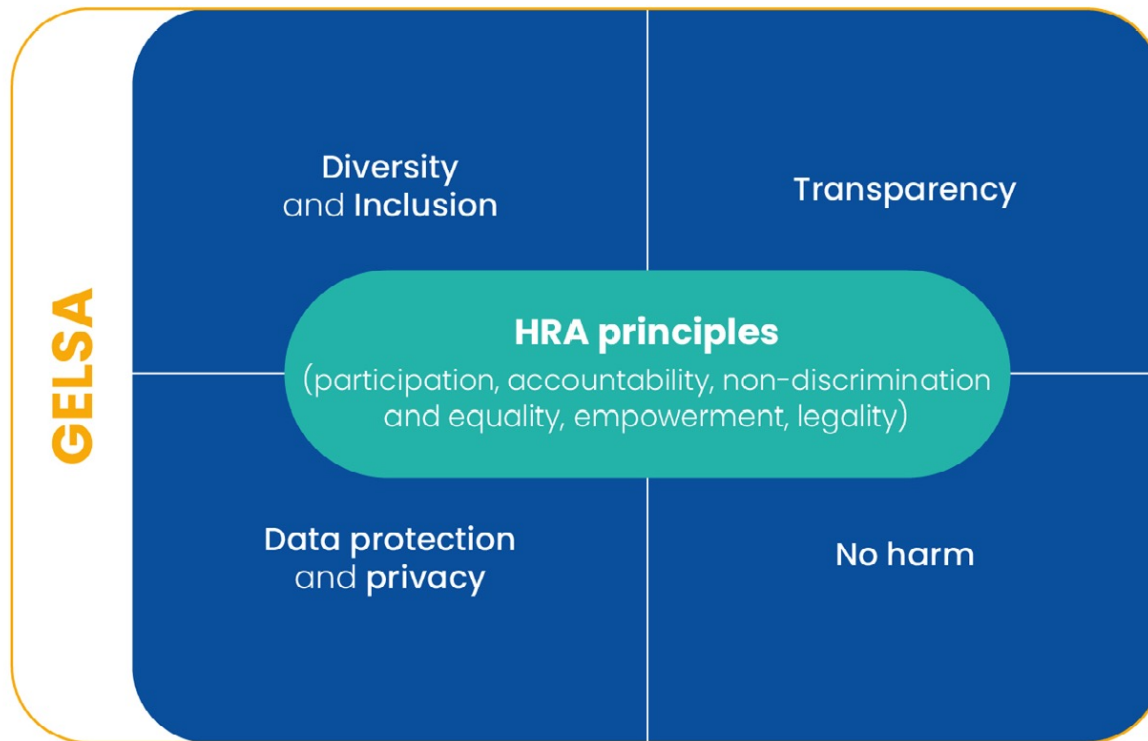 GELSA
Diversity
and Inclusion
Transparency
HRA principles
(participation, accountability, non-discrimination
and equality, empowerment, legality)
Data protection
and privacy
No harm